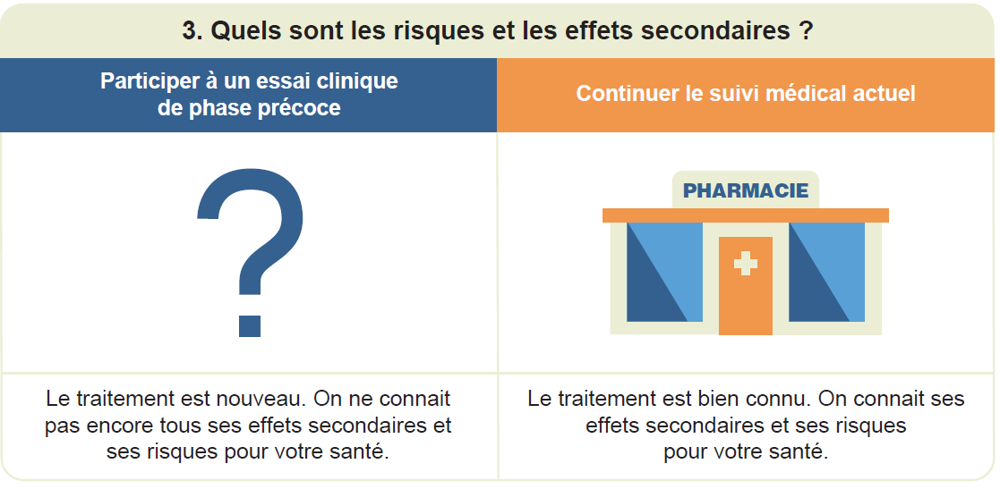 3. Quels sont les risques et les effets secondaires ?
Participer à un essai clinique
de phase précoce
Continuer le suivi médical actuel
PHARMACIE
Le traitement est nouveau. On ne connait
pas encore tous ses effets secondaires et
ses risques pour votre santé.
Le traitement est bien connu. On connait ses
effets secondaires et ses risques
pour votre santé.